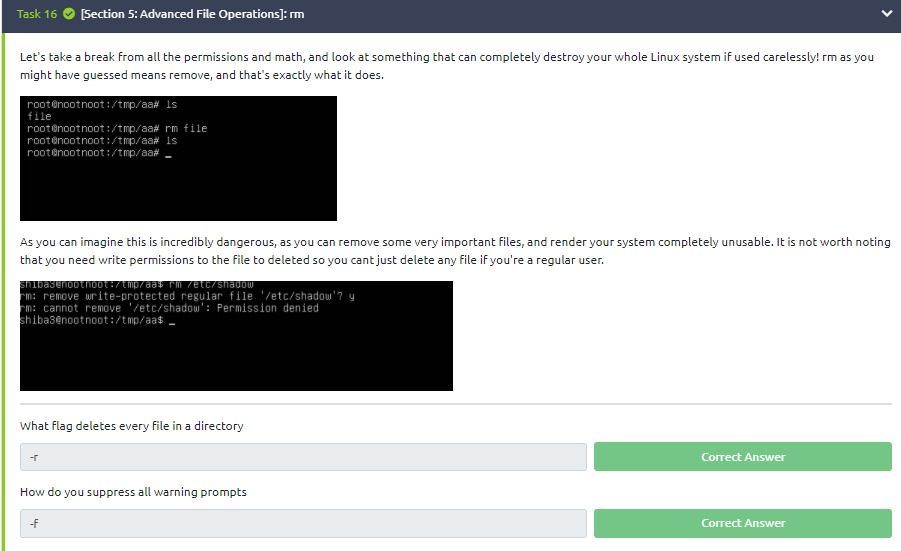 Task 16 [Section 5: Advanced File Operations]: rm
Let's take a break from all the permissions and math, and look at something that can completely destroy your whole Linux system if used carelessly! rm as you
might have guessed means remove, and that's exactly what it does.
root@nootnoot:/tmp/aa# ls
file
root@nootnoot:/tmp/aa# rm file
root@nootnoot:/tmp/aa# ls
root@nootnoot:/tmp/aa# _
As you can imagine this is incredibly dangerous, as you can remove some very important files, and render your system completely unusable. It is not worth noting
that you need write permissions to the file to deleted so you cant just delete any file if you're a regular user.
shiba3@nootnoot:/tmp/aa$ rm /etc/shadow
rm: remove write-protected regular file '/etc/shadow'? y
rm: cannot remove '/etc/shadow': Permission denied
shiba3@nootnoot:/tmp/aa$ _
What flag deletes every file in a directory
-r Correct Answer
How do you suppress all warning prompts
-f Correct Answer